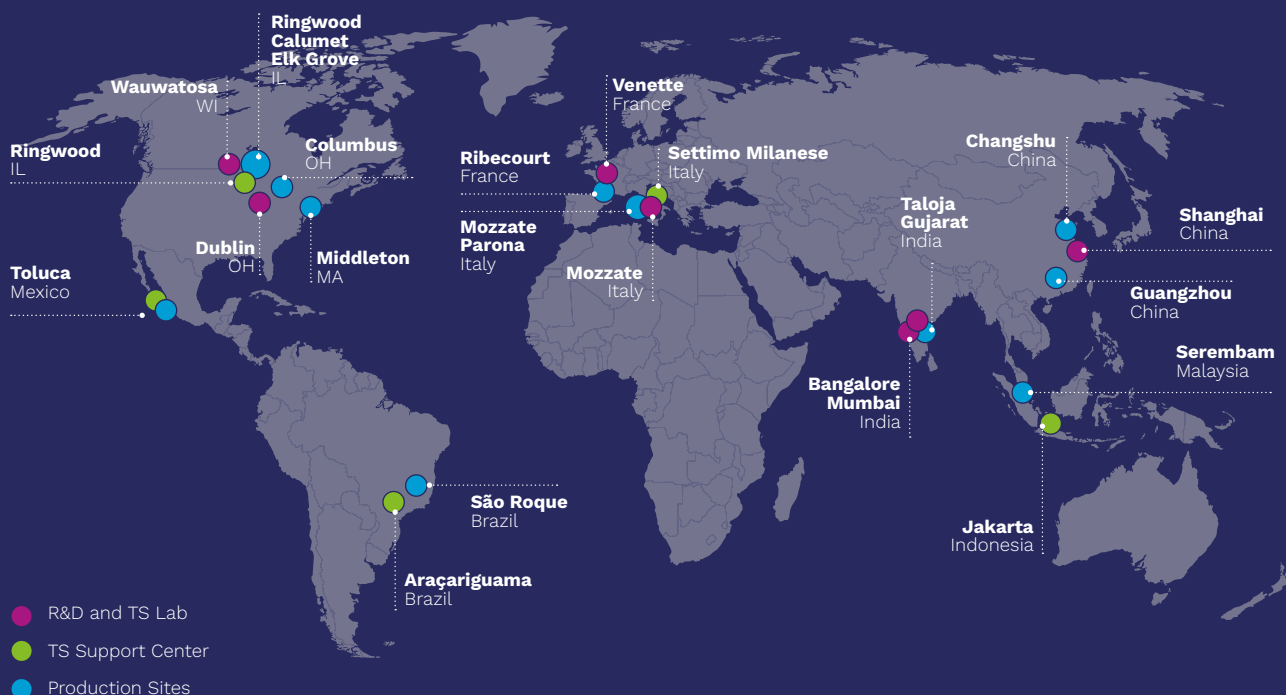 Ringwood
Calumet
Elk Grove
IL
Wauwatosa
WI
Ringwood
IL
Columbus
OH
Dublin
OH
Middleton
MA
Toluca
Mexico
Venette
France
Ribecourt
France
Settimo Milanese
Italy
Mozzate
Parona
Italy
Mozzate
Italy
Changshu
China
Taloja
Gujarat
India
Shanghai
China
Guangzhou
China
Serembam
Malaysia
Bangalore
Mumbai
India
Jakarta
Indonesia
São Roque
Brazil
Araçariguama
Brazil
R&D and TS Lab
TS Support Center
Production Sites